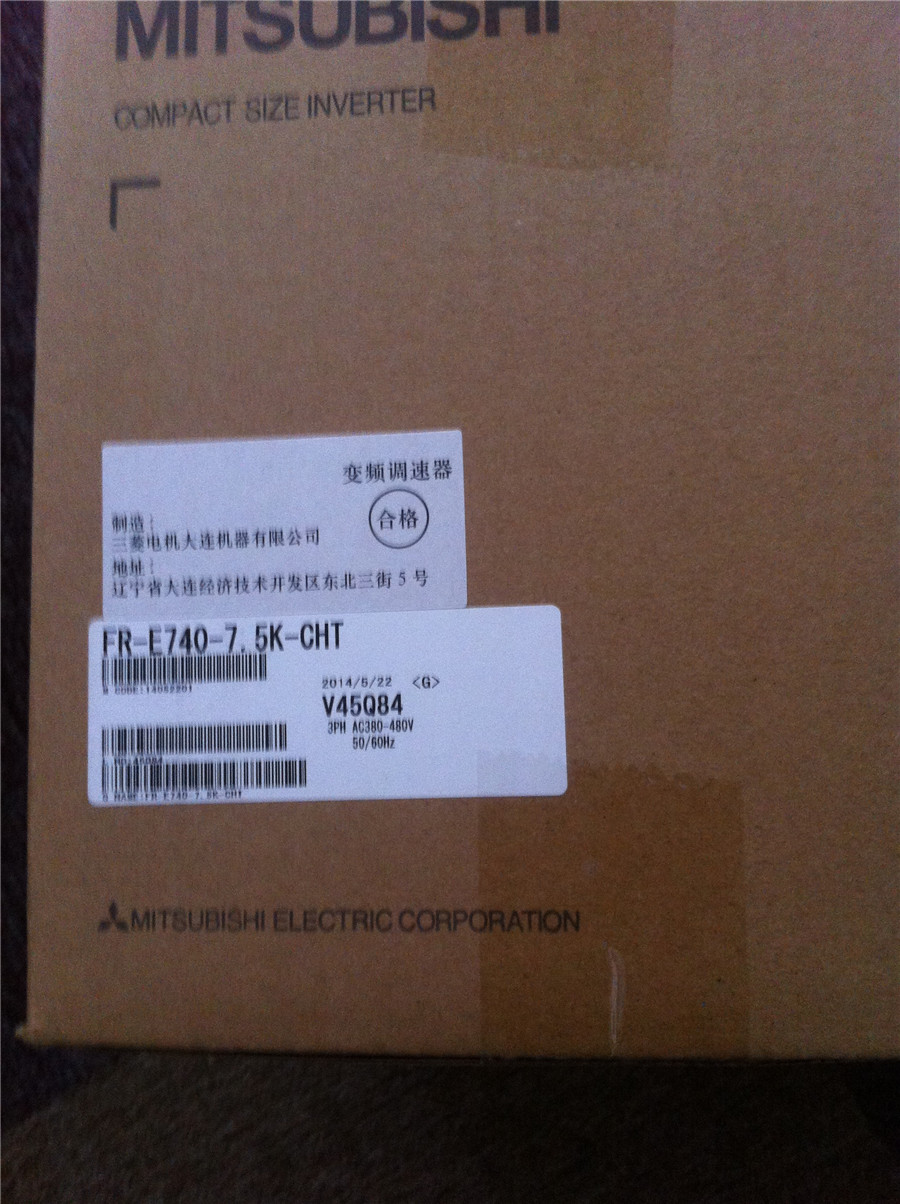 MITSUBISHI
COMPACT SIZE INVERTER
变频调速器
合格
制造:
三菱电机大连机器有限公司
地址:
辽宁省大连经济技术开发区东北三街 5 号
FR-E740-7.5K-CHT
2014/5/22 <G>
V45Q84
3PH AC380-480V
50/60Hz
MITSUBISHI ELECTRIC CORPORATION